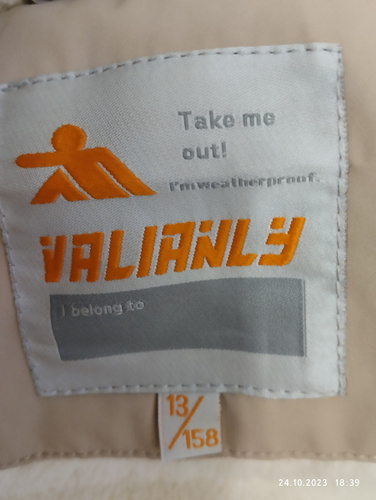 Take me
out!
I'm weatherproof.
VALIANLY
I belong to
13/158
24.10.2023 18:39